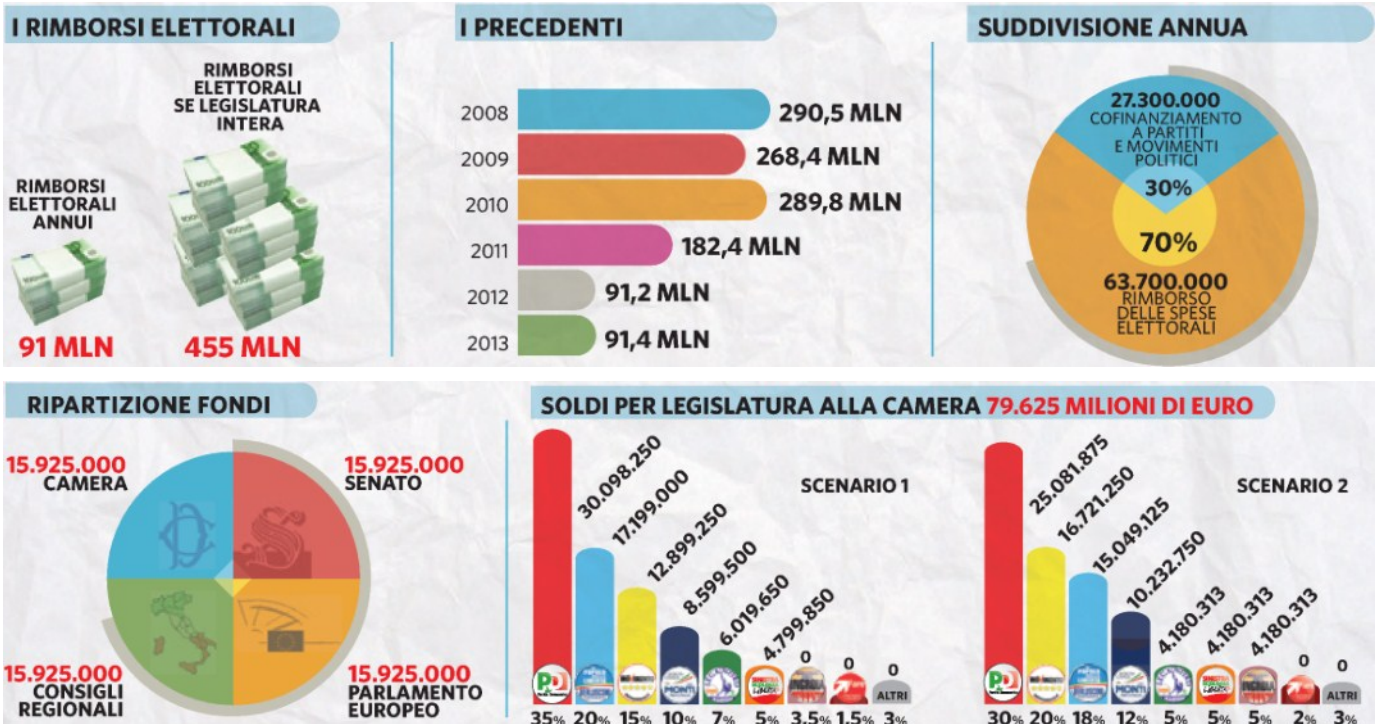 I RIMBORSI ELETTORALI
RIMBORSI
ELETTORALI
SE LEGISLATURA
INTERA
RIMBORSI
ELETTORALI
ANNUI
91 MLN
455 MLN
I PRECEDENTI
2008
290,5 MLN
2009
268,4 MLN
2010
289,8 MLN
2011
182,4 MLN
2012
91,2 MLN
2013
91,4 MLN
SUDDIVISIONE ANNUA
27.300.000
COFINANZIAMENTO
A PARTITI
E MOVIMENTI
POLITICI
30%
70%
63.700.000
RIMBORSO
DELLE SPESE
ELETTORALI
RIPARTIZIONE FONDI
15.925.000
CAMERA
15.925.000
SENATO
15.925.000
CONSIGLI
REGIONALI
15.925.000
PARLAMENTO
EUROPEO
SOLDI PER LEGISLATURA ALLA CAMERA 79.625 MILIONI DI EURO
SCENARIO 1
30.098.250
17.199.000
12.899.250
8.599.500
6.019.650
4.799.850
0
0
0
PD
MONTI
ALTRI
35% 20% 15% 10% 7% 5% 3.5% 1.5% 3%
SCENARIO 2
25.081.875
16.721.250
15.049.125
10.232.750
4.180.313
4.180.313
4.180.313
0
0
PD
MONTI
ALTRI
30% 20% 18% 12% 5% 5% 5% 2% 3%